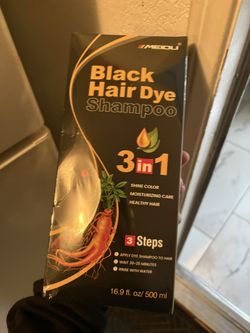 MEIDU
Black
Hair Dye
Shampoo
3 in 1
SHINE COLOR
MOISTURIZING CARE
HEALTHY HAIR
3 Steps
APPLY DYE SHAMPOO TO HAIR
WAIT 20-25 MINUTES
RINSE WITH WATER
16.9 fl. oz/ 500 ml